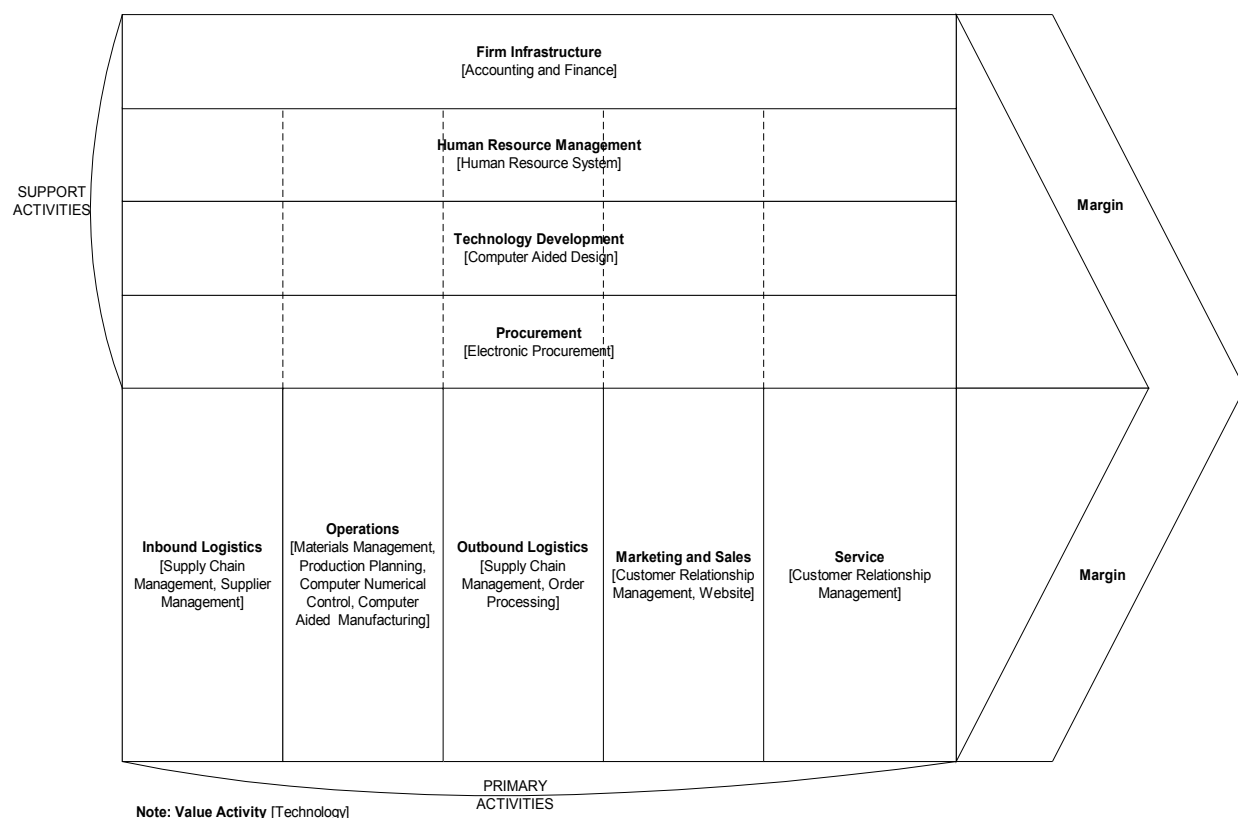 Firm Infrastructure
[Accounting and Finance]
Human Resource Management
[Human Resource System]
SUPPORT
ACTIVITIES
Margin
Technology Development
[Computer Aided Design]
Procurement
[Electronic Procurement]
Inbound Logistics
[Supply Chain
Management, Supplier
Management]
Operations
[Materials Management,
Production Planning,
Computer Numerical
Control, Computer
Aided Manufacturing]
Outbound Logistics
[Supply Chain
Management, Order
Processing]
Marketing and Sales
[Customer Relationship
Management, Website]
Service
[Customer Relationship
Management]
Margin
PRIMARY
ACTIVITIES
Note: Value Activity [Technology]